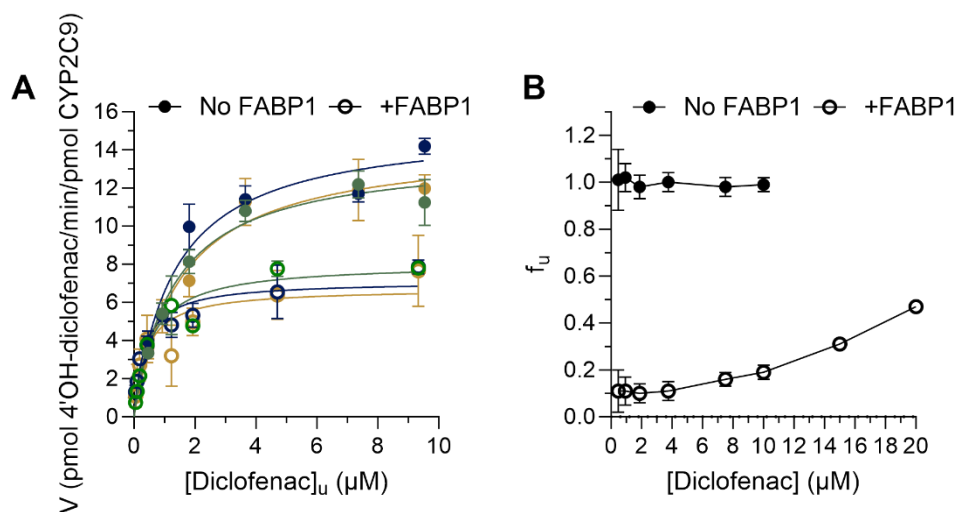 A
No FABP1 +FABP1
V (pmol 4'OH-diclofenac/min/pmol CYP2C9)
16
14
12
10
8
6
4
2
0
0 2 4 6 8 10
[Diclofenac]u (µM)
B
No FABP1 +FABP1
fu
1.2
1.0
0.8
0.6
0.4
0.2
0.0
0 2 4 6 8 10 12 14 16 18 20
[Diclofenac] (µM)